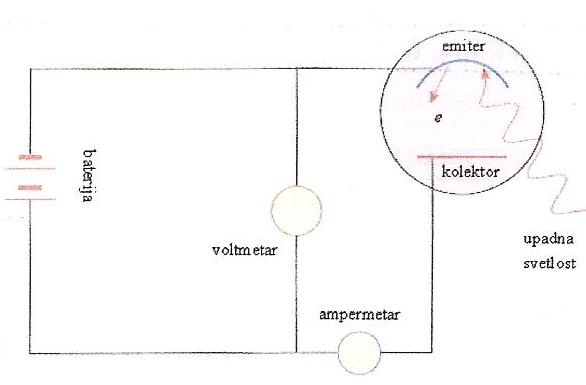 emiter
e
kolektor
baterija
voltmetar
upadna
svetlost
ampermetar